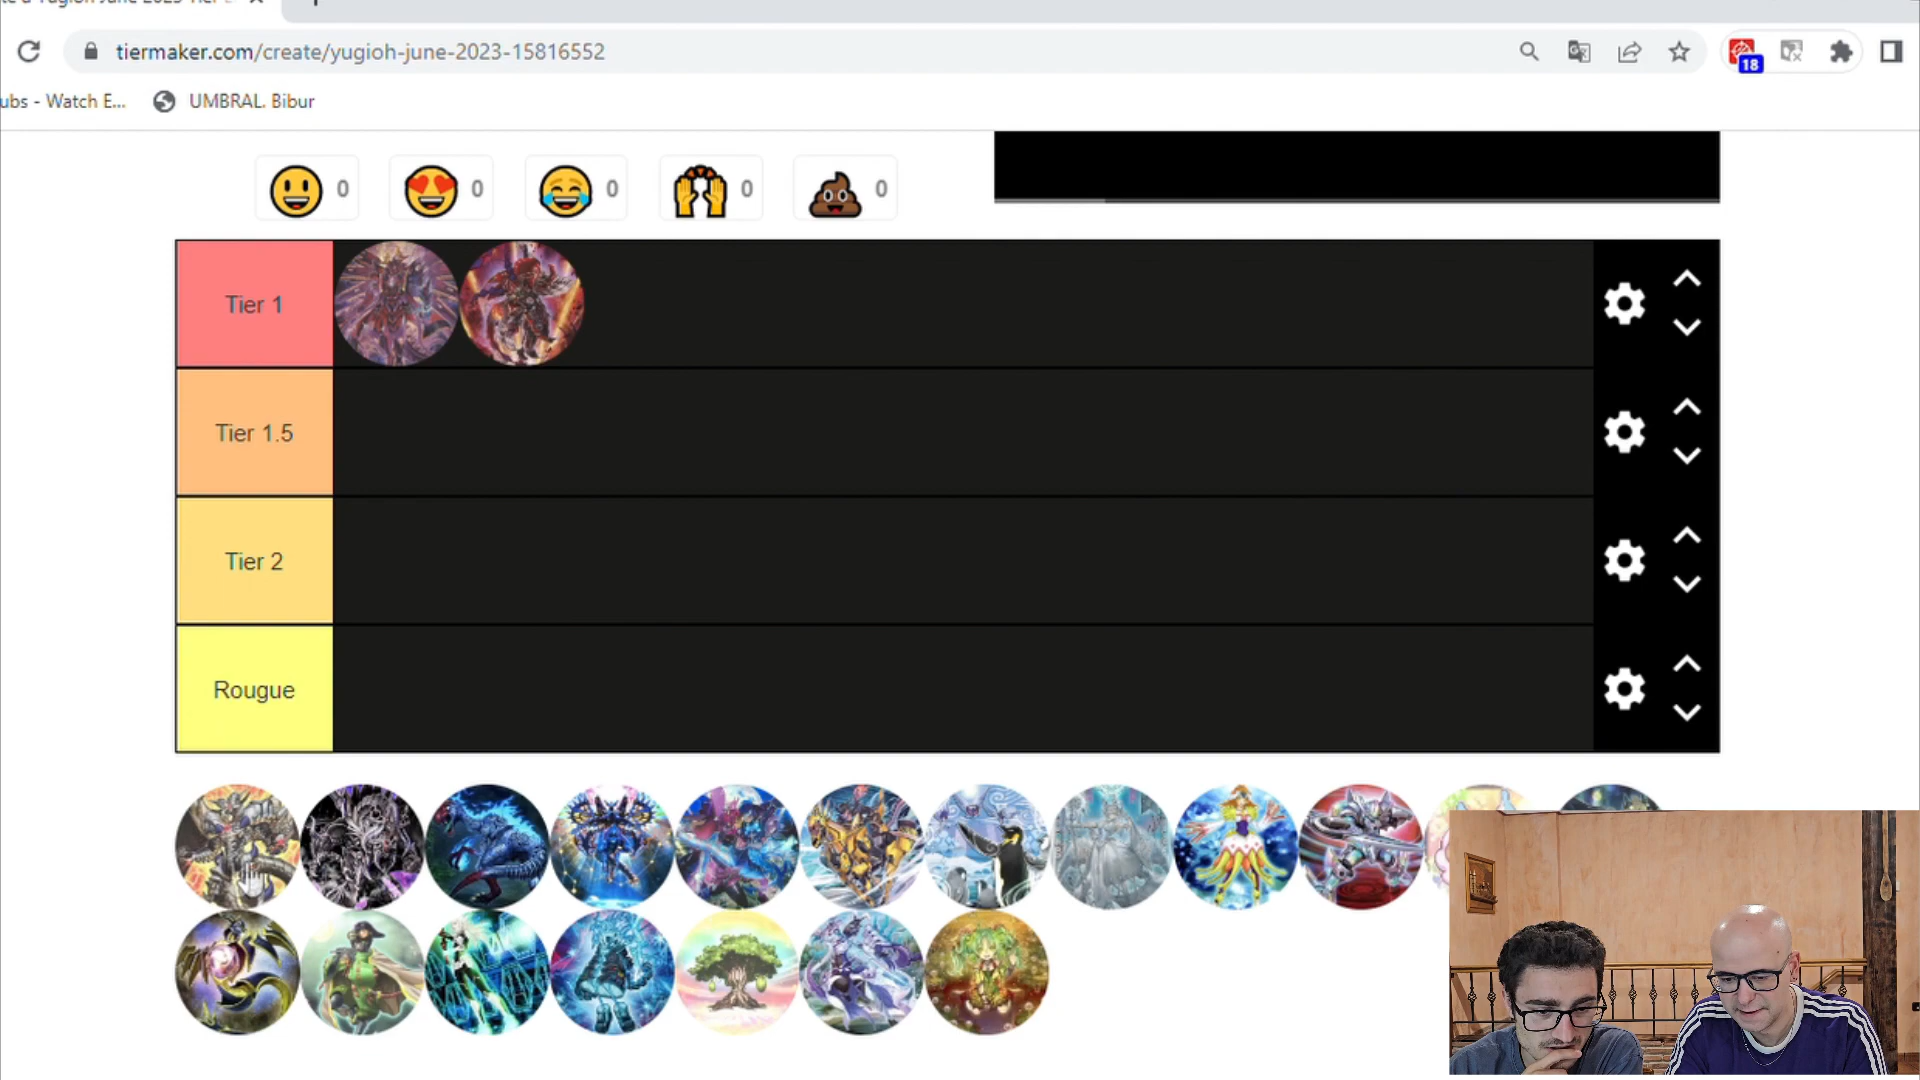 tiermaker.com/create/yugioh-june-2023-15816552
18
ubs - Watch E...
UMBRAL. Bibur
0
0
0
0
0
Tier 1
Tier 1.5
Tier 2
Rougue